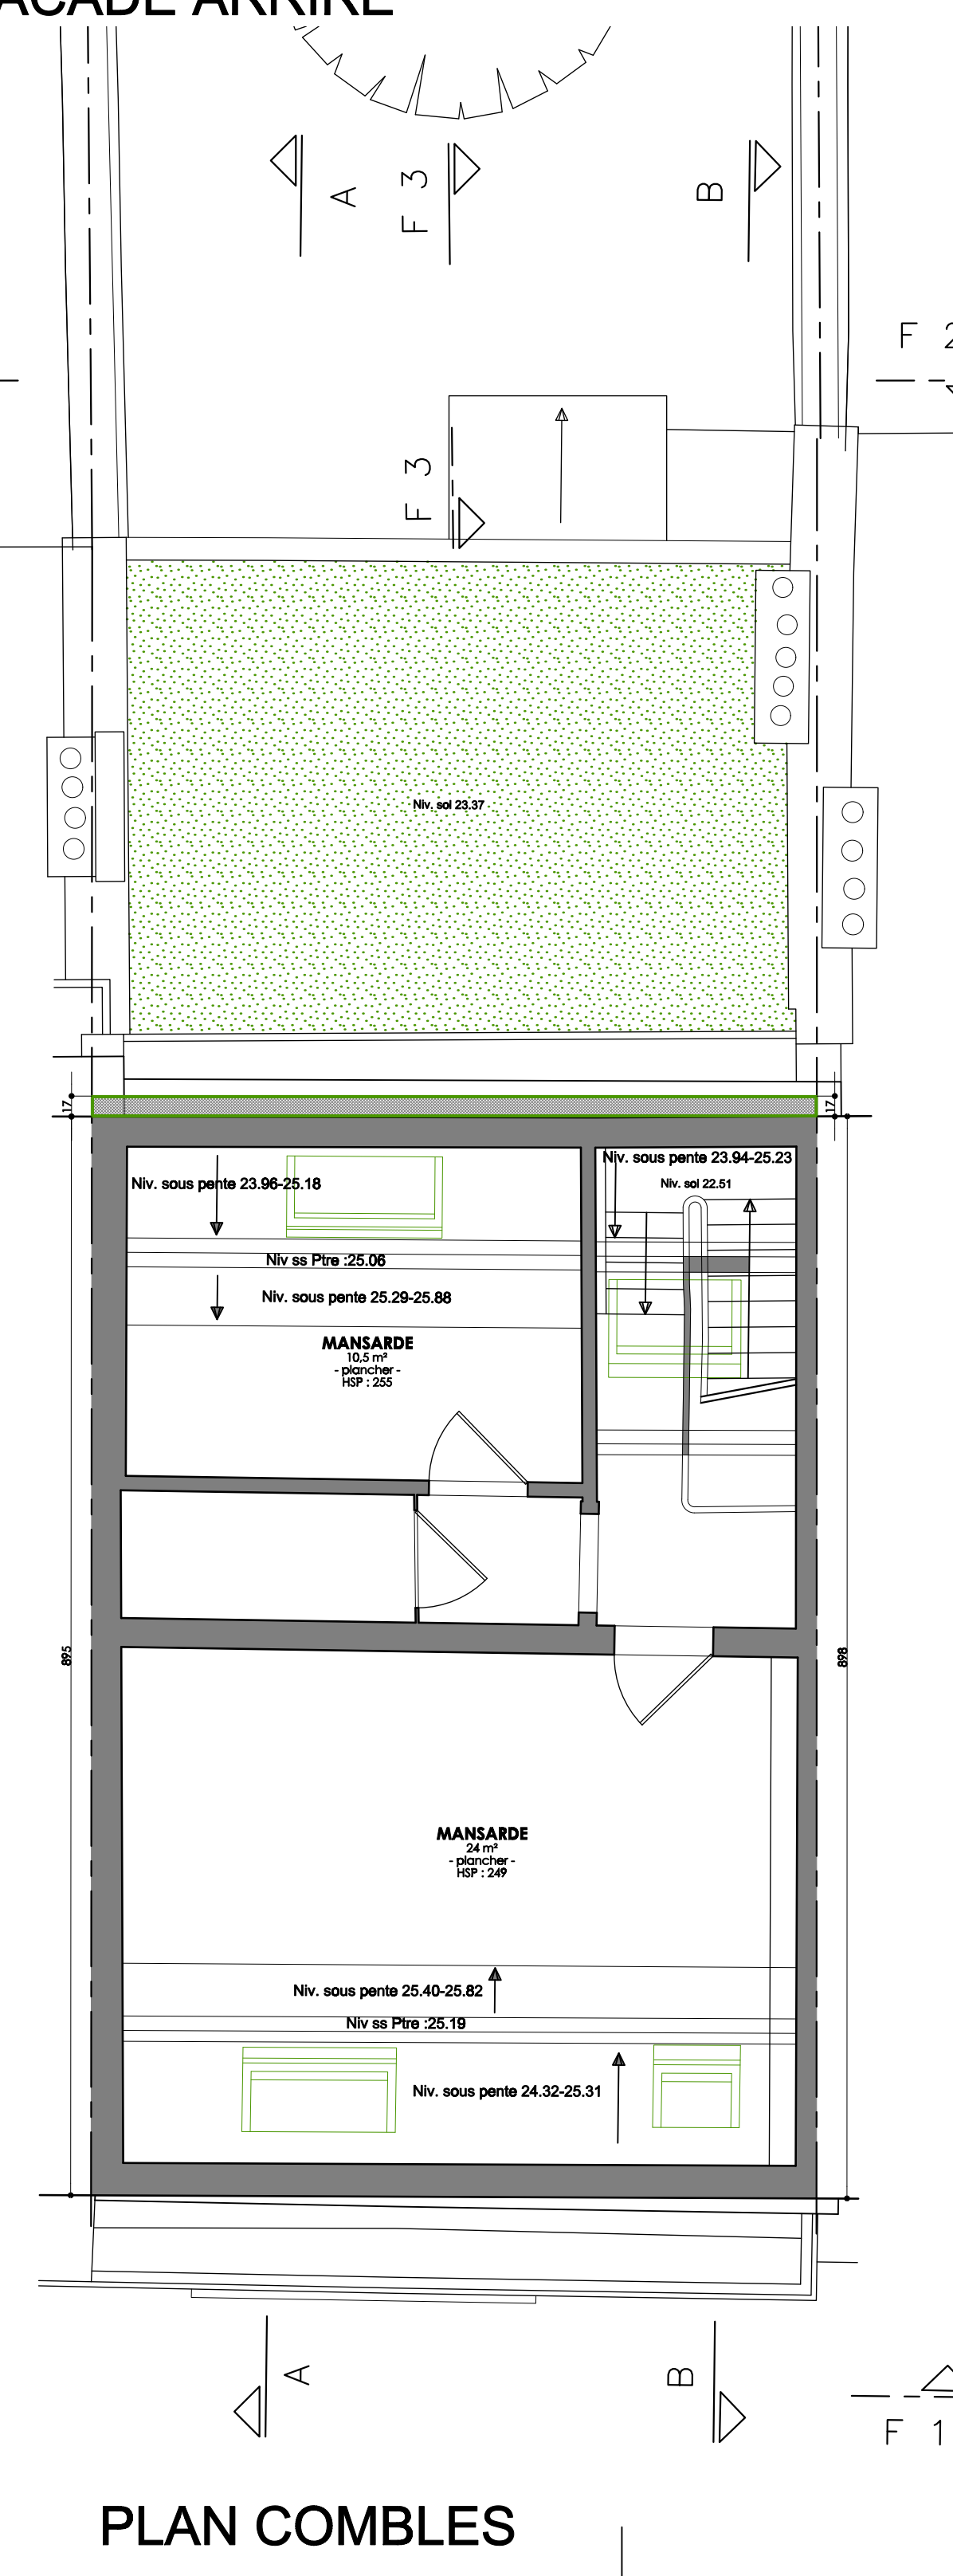 ACADE ARRIRE
A
F 3
B
F 2
F 3
Niv. sol 23.37
17
17
Niv. sous pente 23.94-25.23
Niv. sous pente 23.96-25.18
Niv. sol 22.51
Niv ss Ptre :25.06
Niv. sous pente 25.29-25.88
MANSARDE
10,5 m²
- plancher -
HSP : 255
895
898
MANSARDE
24 m²
- plancher -
HSP : 249
Niv. sous pente 25.40-25.82
Niv ss Ptre :25.19
Niv. sous pente 24.32-25.31
A
B
F 1
PLAN COMBLES